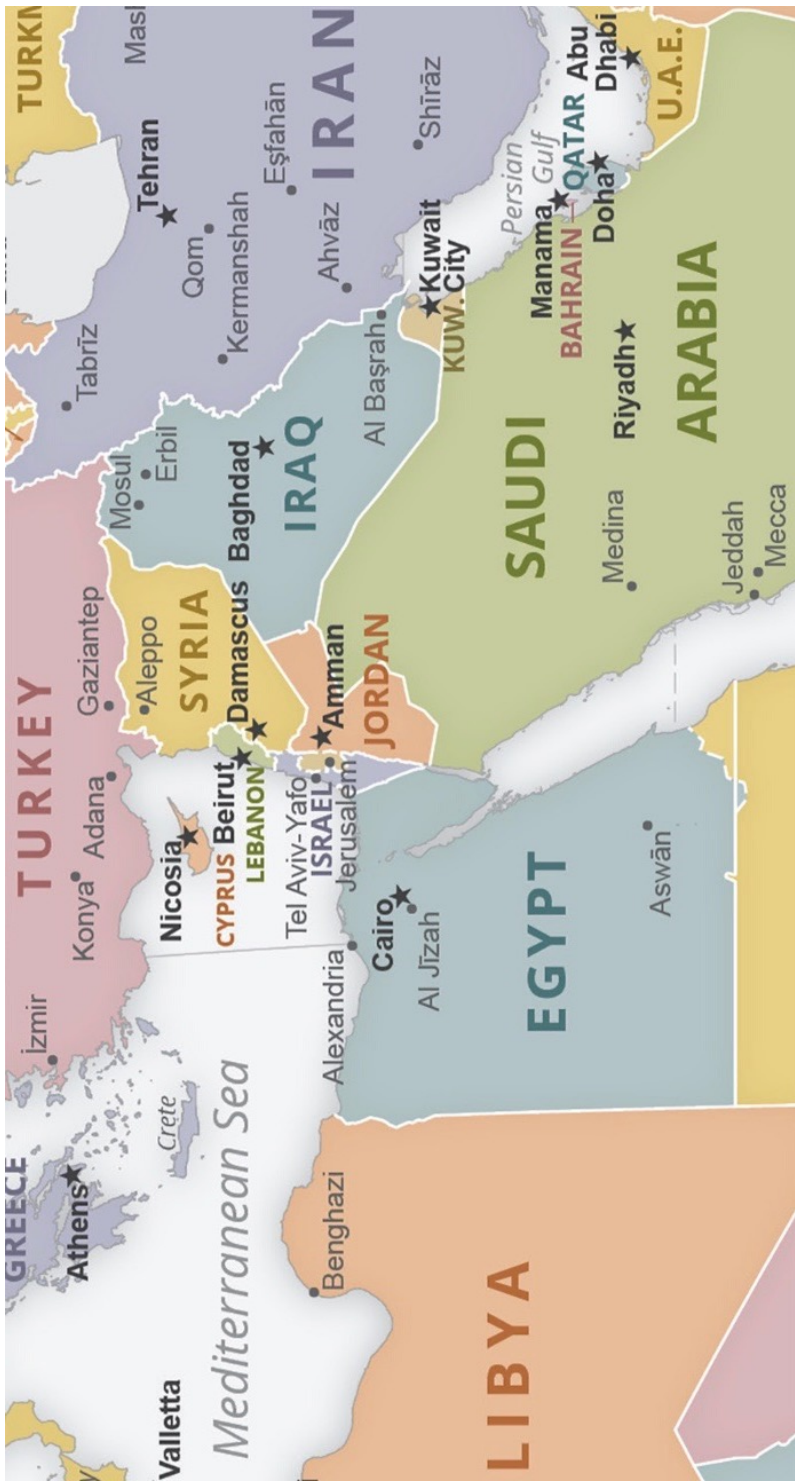 GREECE
TURKEY
İzmir
Athens
Konya
Adana
Gaziantep
Tabrīz
Tehran
Valletta
Crete
Nicosia
Aleppo
Mosul
Erbil
Qom
Mediterranean Sea
CYPRUS
Beirut
LEBANON
SYRIA
Damascus
Baghdad
Kermanshah
Eşfahān
IRAN
Tel Aviv-Yafo
ISRAEL
Jerusalem
Amman
IRAQ
Ahvāz
Benghazi
Alexandria
JORDAN
Al Başrah
Shīrāz
Cairo
Al Jīzah
Kuwait
City
KUW.
LIBYA
EGYPT
SAUDI
ARABIA
Persian
Gulf
Manama
BAHRAIN
QATAR
Doha
Abu
Dhabi
U.A.E.
Medina
Riyadh
Aswān
Jeddah
Mecca